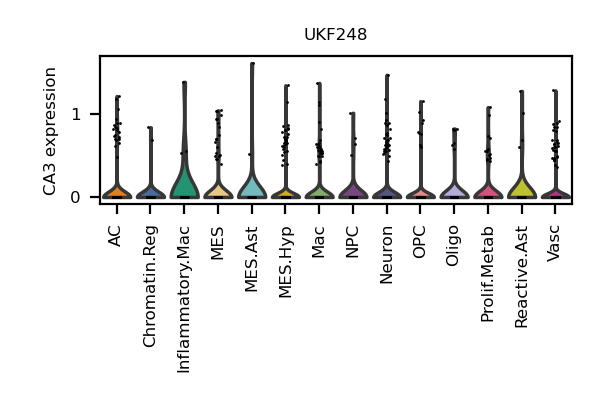 UKF248
CA3 expression
1
0
AC
Chromatin.Reg
Inflammatory.Mac
MES
MES.Ast
MES.Hyp
Mac
NPC
Neuron
OPC
Oligo
Prolif.Metab
Reactive.Ast
Vasc